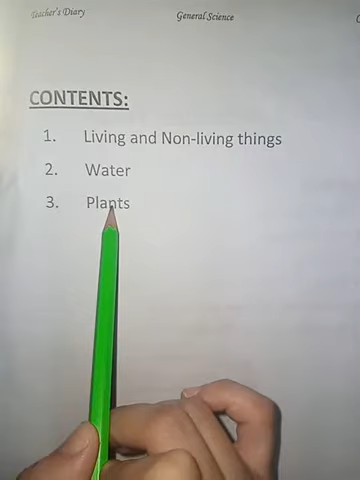 Teacher's Diary General Science
CONTENTS:
1. Living and Non-living things
2. Water
3. Plants